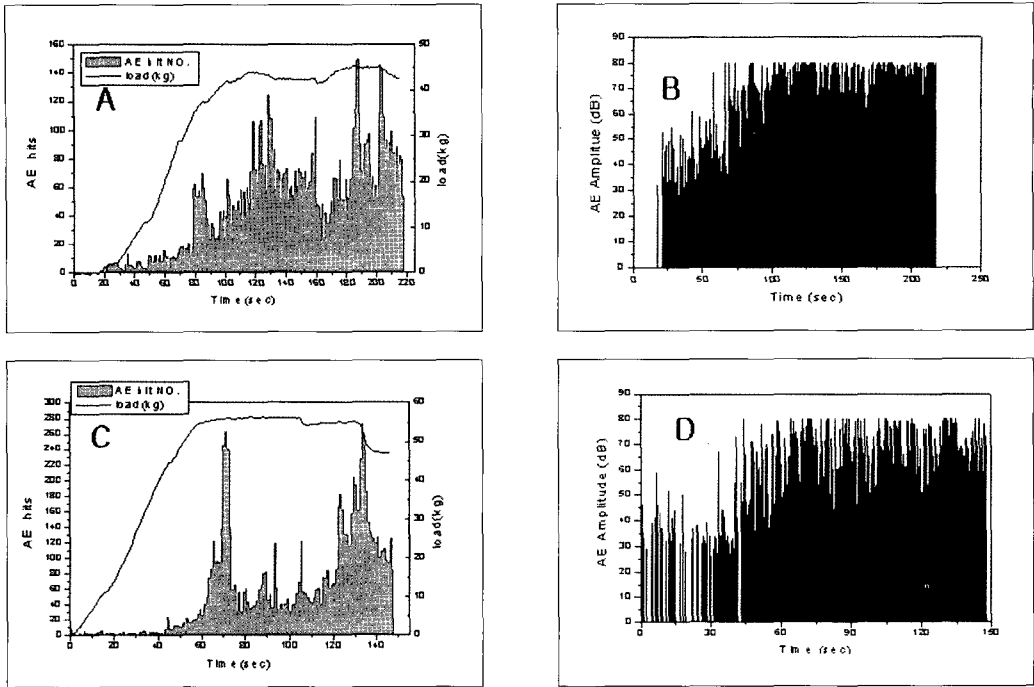 AE hit NO.
load(kg)
A
160
140
120
100
80
60
40
20
0
AE hits
50
40
30
20
10
0
load(kg)
0 20 40 60 80 100 120 140 160 180 200 220
Time (sec)
B
90
80
70
60
50
40
30
20
10
0
AE Amplitue (dB)
0 50 100 150 200 250
Time (sec)
AE hit NO.
load(kg)
C
300
280
260
240
220
200
180
160
140
120
100
80
60
40
20
0
AE hits
60
50
40
30
20
10
0
load(kg)
0 20 40 60 80 100 120 140
Time (sec)
D
90
80
70
60
50
40
30
20
10
0
AE Amplitude (dB)
0 30 60 90 120 150
Time (sec)